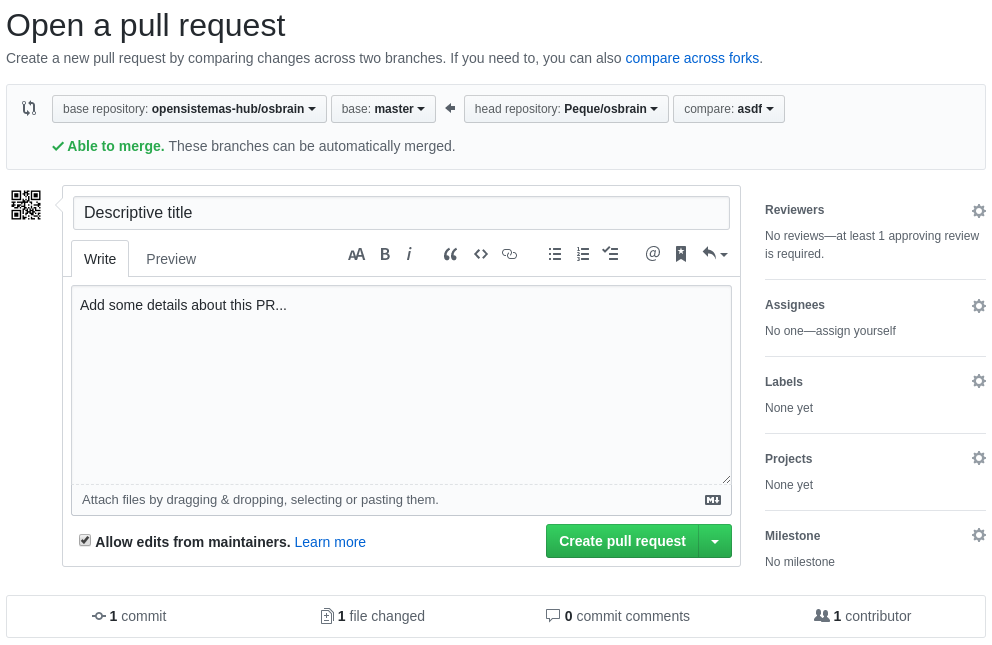 Open a pull request
Create a new pull request by comparing changes across two branches. If you need to, you can also compare across forks.
base repository: opensistemas-hub/osbrain base: master head repository: Peque/osbrain compare: asdf
Able to merge. These branches can be automatically merged.
Descriptive title
Write Preview AA B i @
Add some details about this PR...
Attach files by dragging & dropping, selecting or pasting them.
Allow edits from maintainers. Learn more
Create pull request
Reviewers
No reviews—at least 1 approving review
is required.
Assignees
No one—assign yourself
Labels
None yet
Projects
None yet
Milestone
No milestone
1 commit 1 file changed 0 commit comments 1 contributor